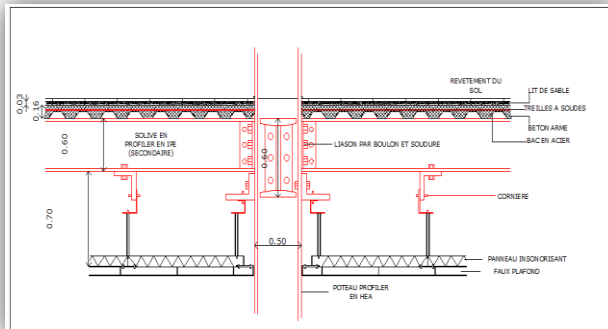 REVETEMENT DU
SOL
LIT DE SABLE
TREILLES A SOUDES
BETON ARME
BAC EN ACIER
0.03
0.16
0.60
SOLIVE EN
PROFILER EN IPE
(SECONDAIRE)
0.60
LIASON PAR BOULON ET SOUDURE
CORNIERE
0.70
0.50
PANNEAU INSONORISANT
FAUX PLAFOND
POTEAU PROFILER
EN HEA